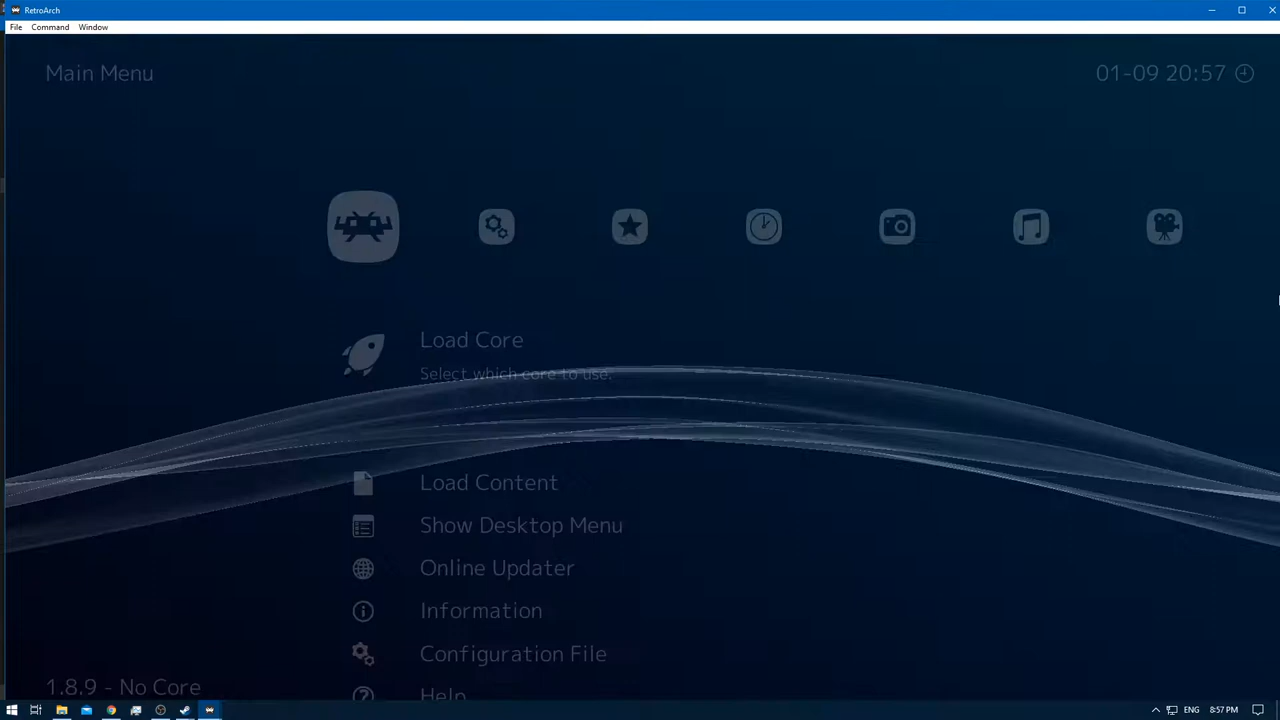 RetroArch
File Command Window
Main Menu
01-09 20:57
Load Core
Select which core to use.
Load Content
Show Desktop Menu
Online Updater
Information
Configuration File
Help
1.8.9 - No Core
ENG 8:57 PM